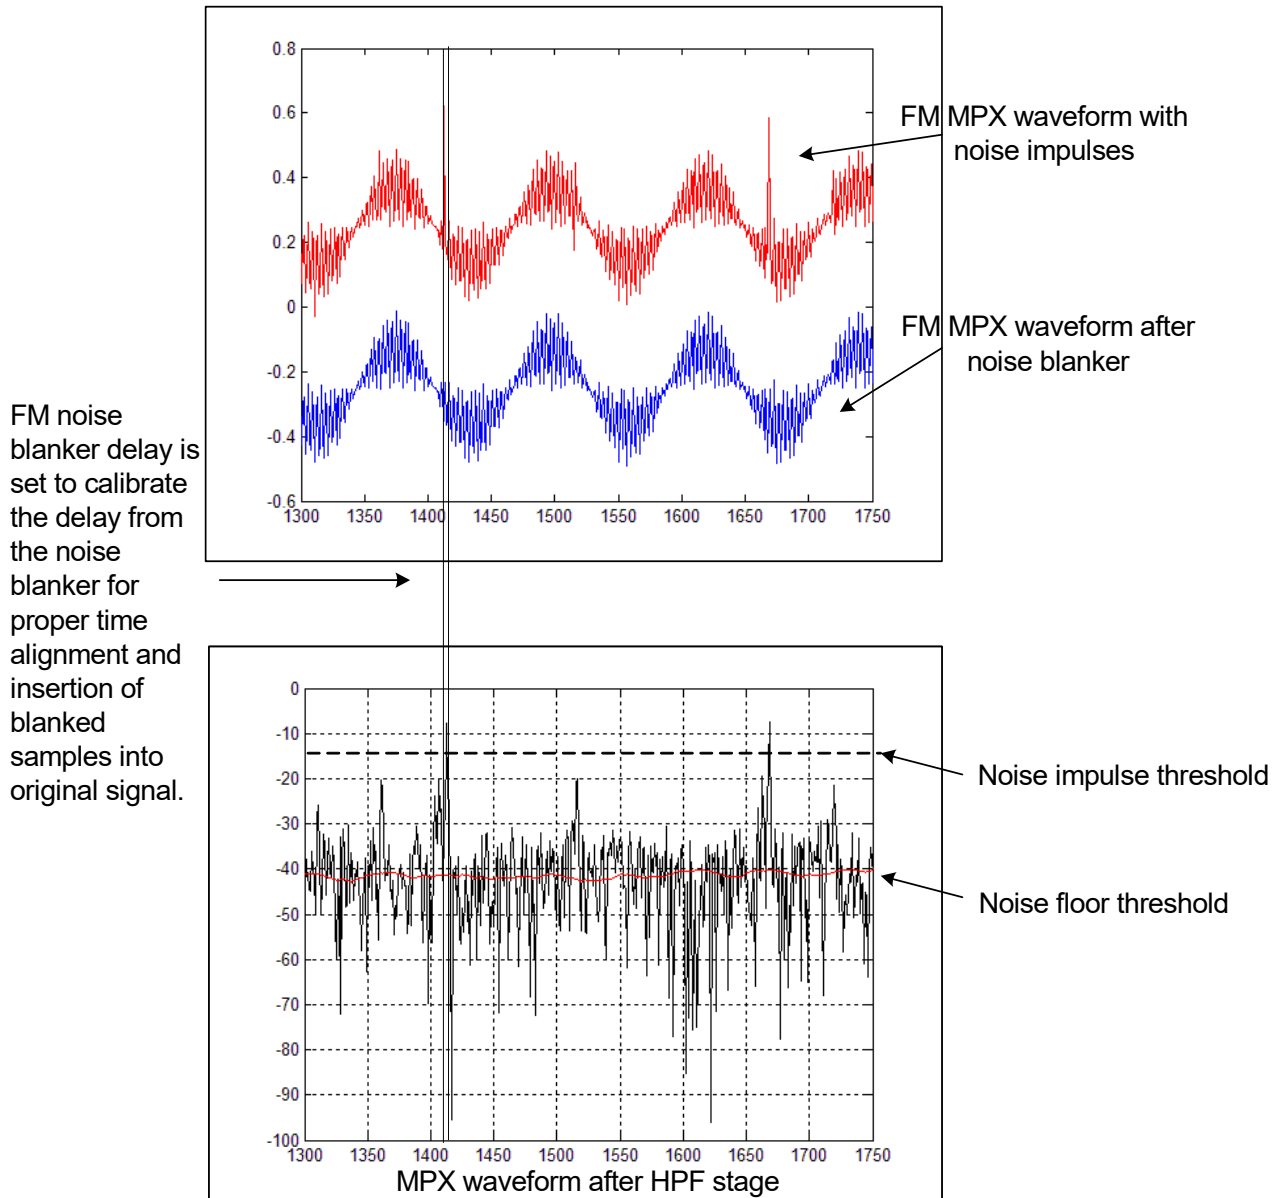 0.8
0.6
0.4
0.2
0
-0.2
-0.4
-0.6
1300 1350 1400 1450 1500 1550 1600 1650 1700 1750
FM MPX waveform with
noise impulses
FM MPX waveform after
noise blanker
FM noise
blanker delay is
set to calibrate
the delay from
the noise
blanker for
proper time
alignment and
insertion of
blanked
samples into
original signal.
0
-10
-20
-30
-40
-50
-60
-70
-80
-90
-100
1300 1350 1400 1450 1500 1550 1600 1650 1700 1750
MPX waveform after HPF stage
Noise impulse threshold
Noise floor threshold